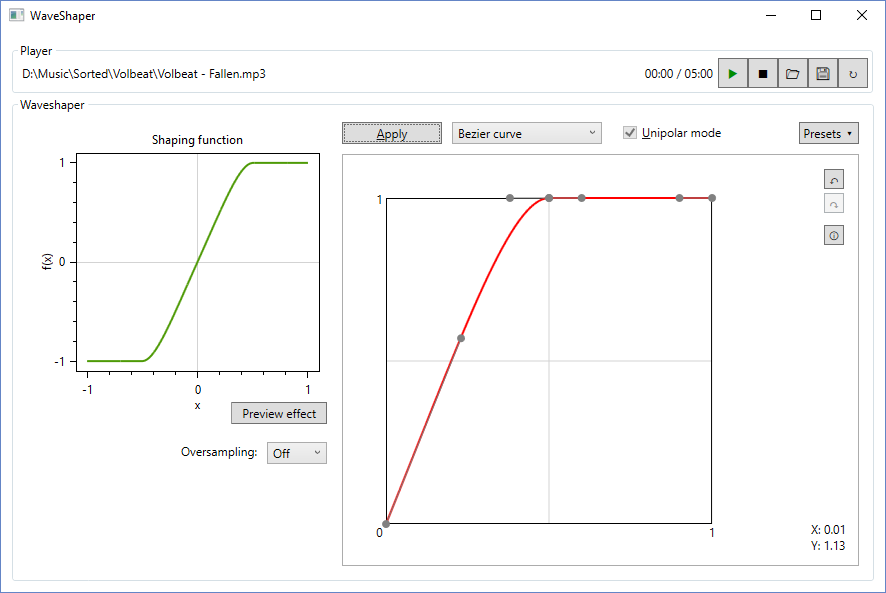 WaveShaper
Player
D:\Music\Sorted\Volbeat\Volbeat - Fallen.mp3
00:00 / 05:00
Waveshaper
Apply
Bezier curve
Unipolar mode
Presets
Shaping function
1
0
-1
f(x)
-1
0
1
x
Preview effect
Oversampling:
Off
1
0
1
X: 0.01
Y: 1.13